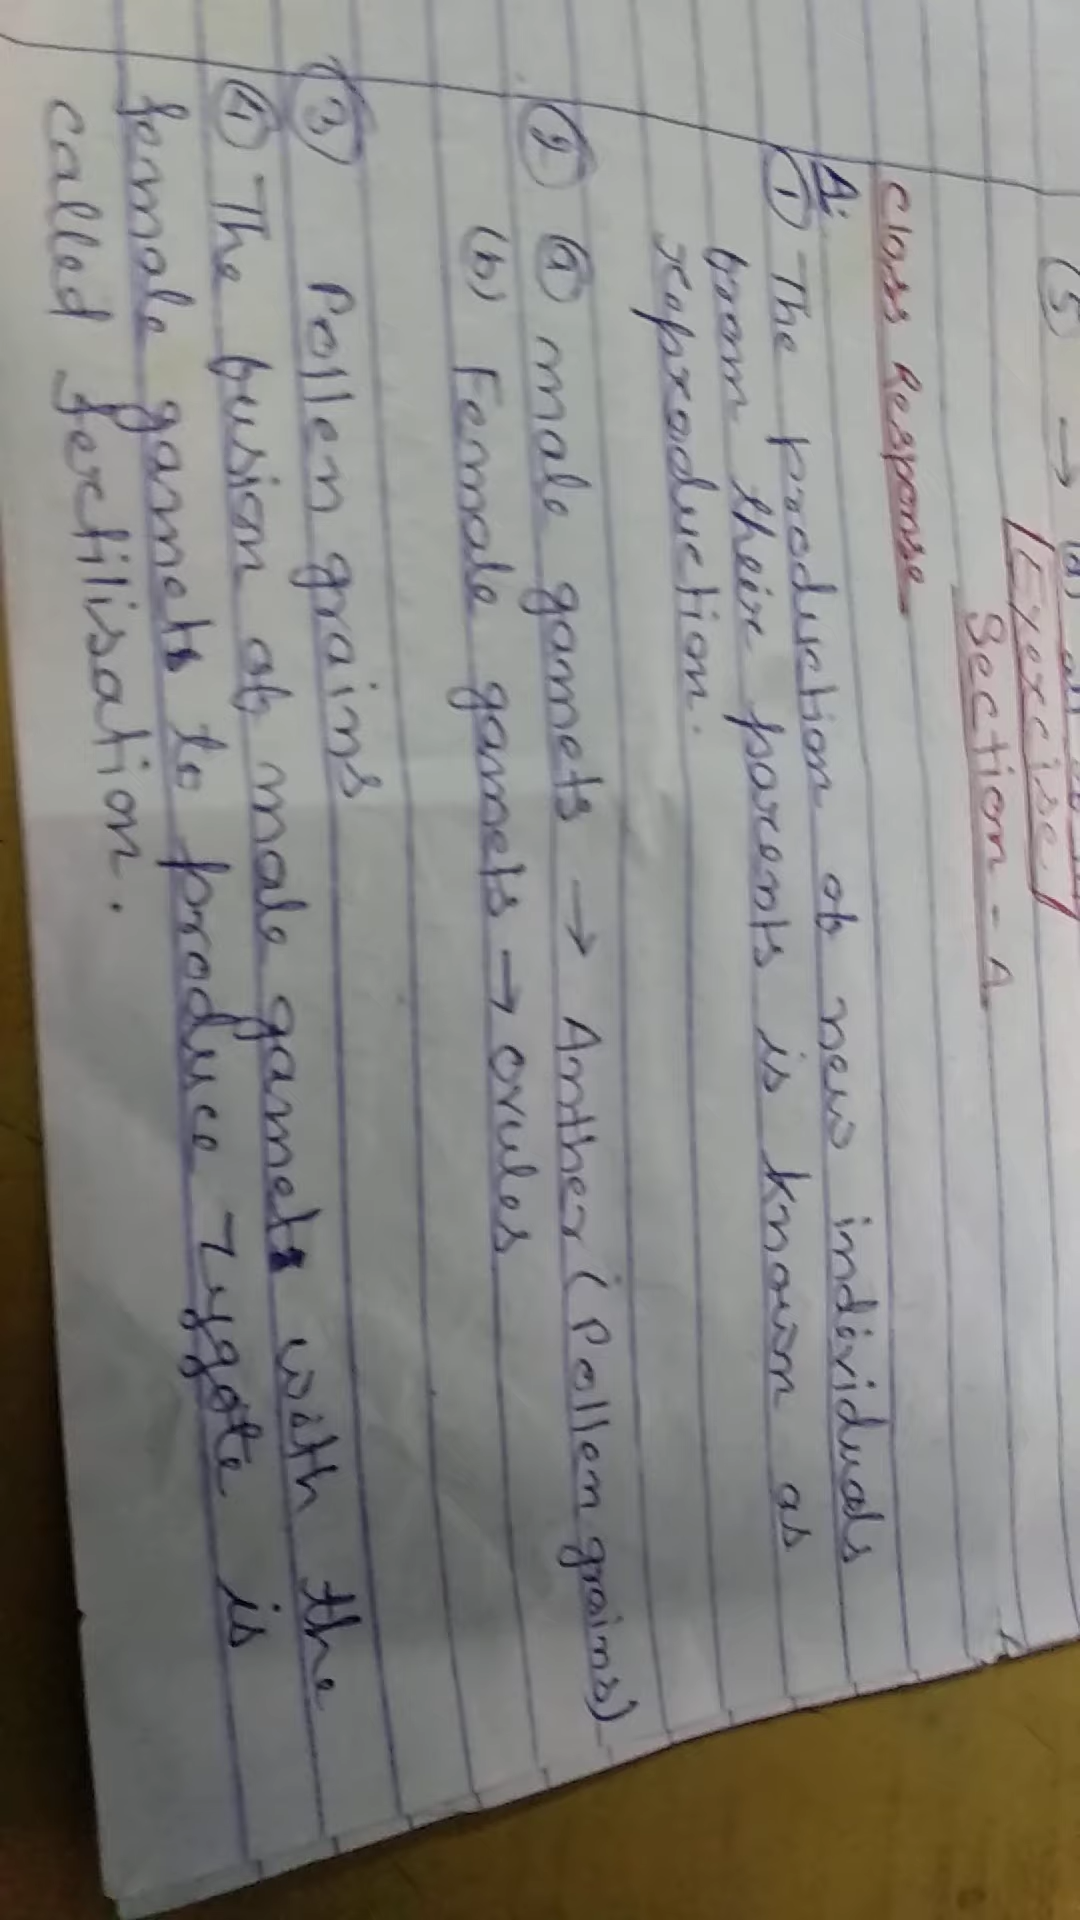 (5) → (a)
Exercise
Section - A
Class Response
A.
① The production of new individuals
from their parents is known as
reproduction.
② ⓐ male gamets → Anther (Pollen grains)
(b) Female gamets → ovules
③ Pollen grains
④ The fusion of male gamets with the
female gamets to produce zygote is
called fertilisation.